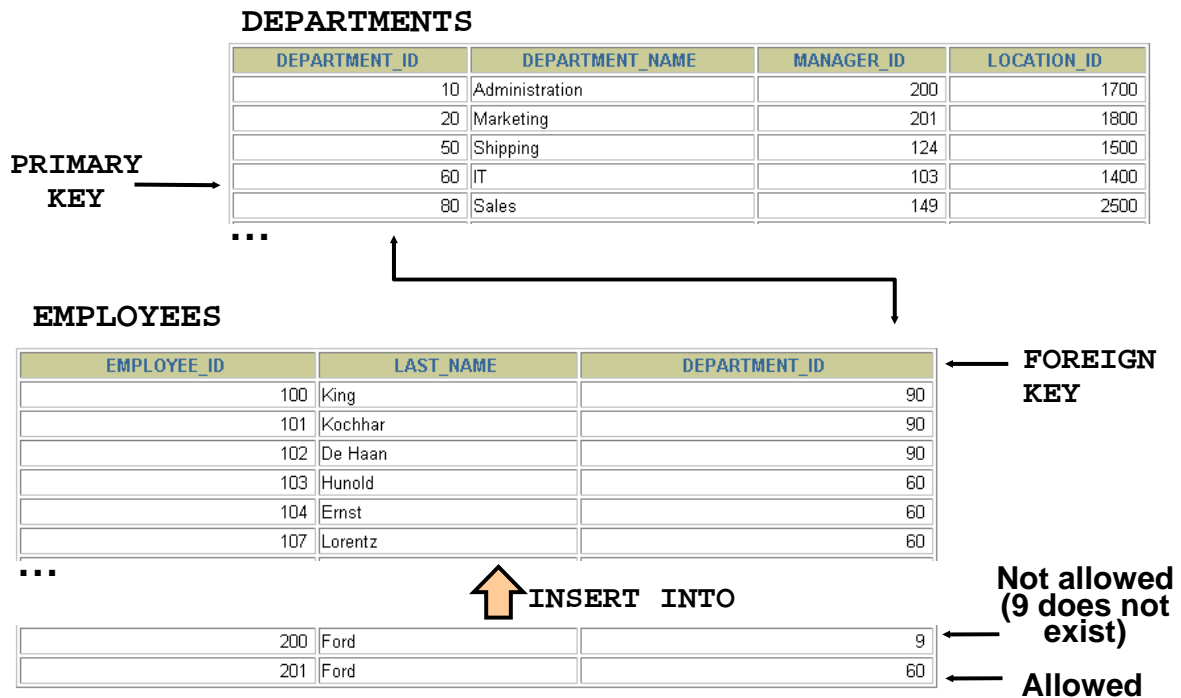 DEPARTMENTS
DEPARTMENT_ID DEPARTMENT_NAME MANAGER_ID LOCATION_ID
10 Administration 200 1700
20 Marketing 201 1800
50 Shipping 124 1500
60 IT 103 1400
80 Sales 149 2500
PRIMARY
KEY
...
EMPLOYEES
EMPLOYEE_ID LAST_NAME DEPARTMENT_ID
100 King 90
101 Kochhar 90
102 De Haan 90
103 Hunold 60
104 Ernst 60
107 Lorentz 60
FOREIGN
KEY
...
INSERT INTO
200 Ford 9
201 Ford 60
Not allowed
(9 does not
exist)
Allowed